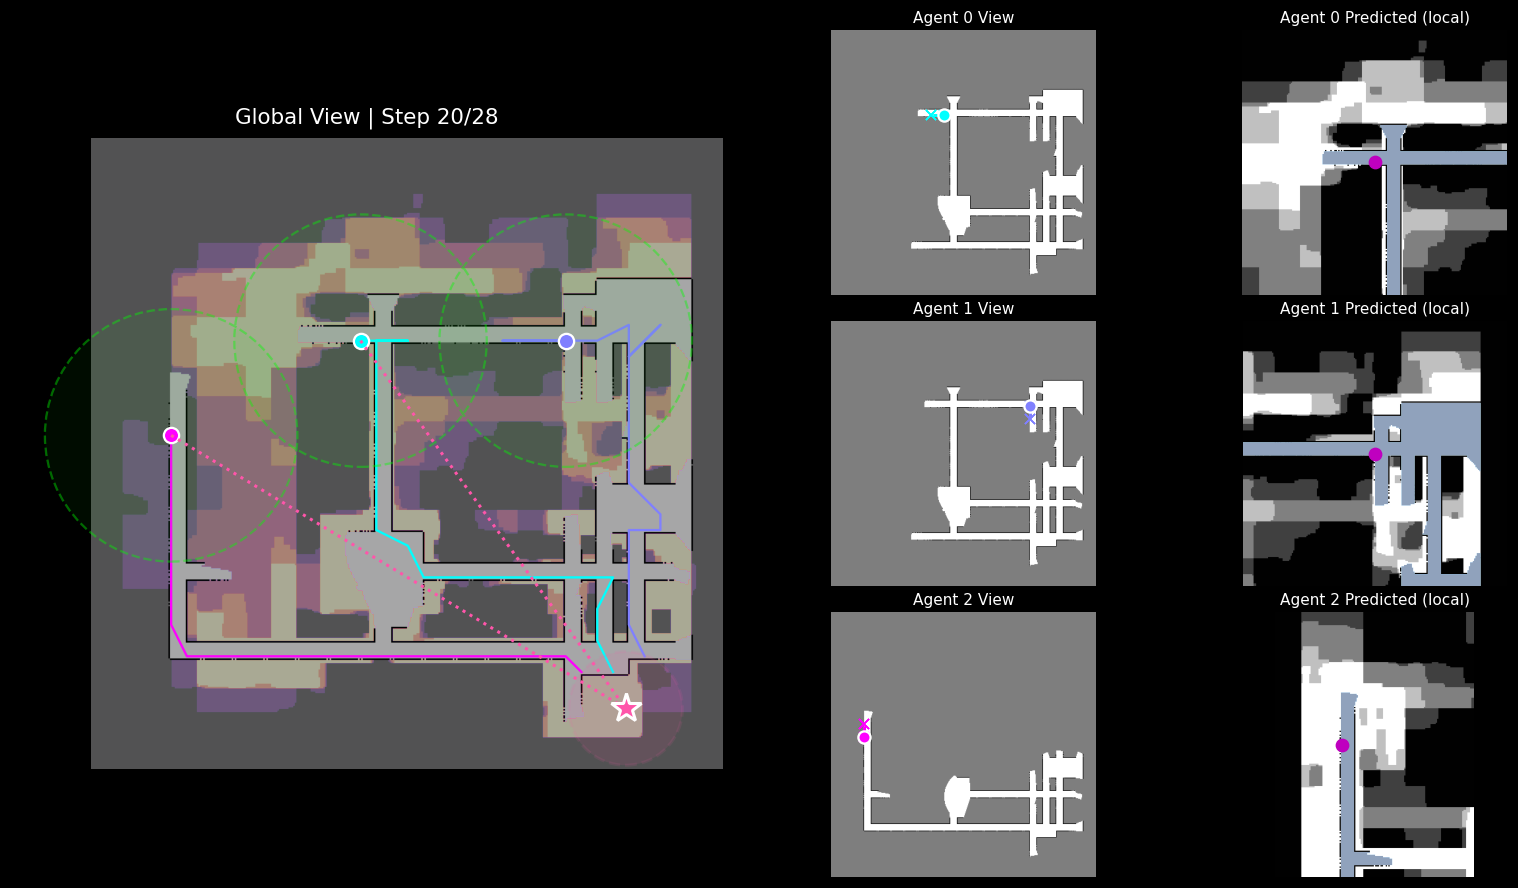 Global View | Step 20/28
Agent 0 View
Agent 0 Predicted (local)
Agent 1 View
Agent 1 Predicted (local)
Agent 2 View
Agent 2 Predicted (local)